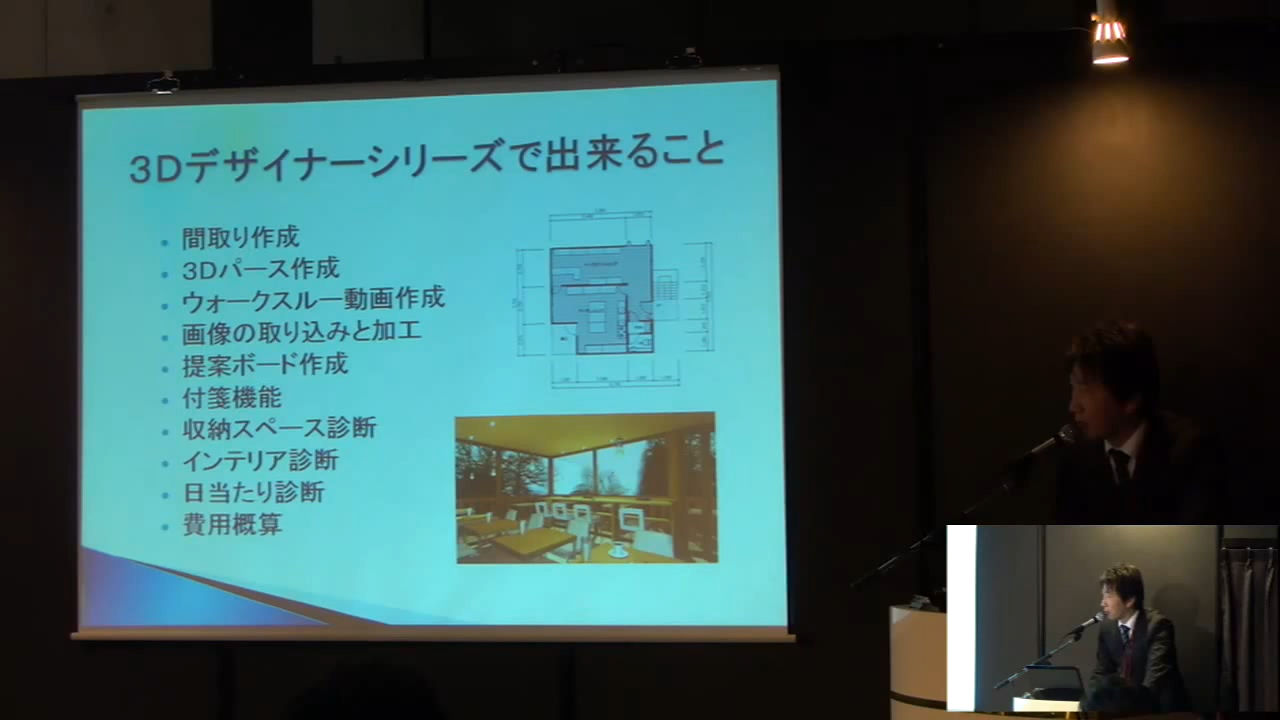 3Dデザイナーシリーズで出来ること
間取り作成
3Dパース作成
ウォークスルー動画作成
画像の取り込みと加工
提案ボード作成
付箋機能
収納スペース診断
インテリア診断
日当たり診断
費用概算